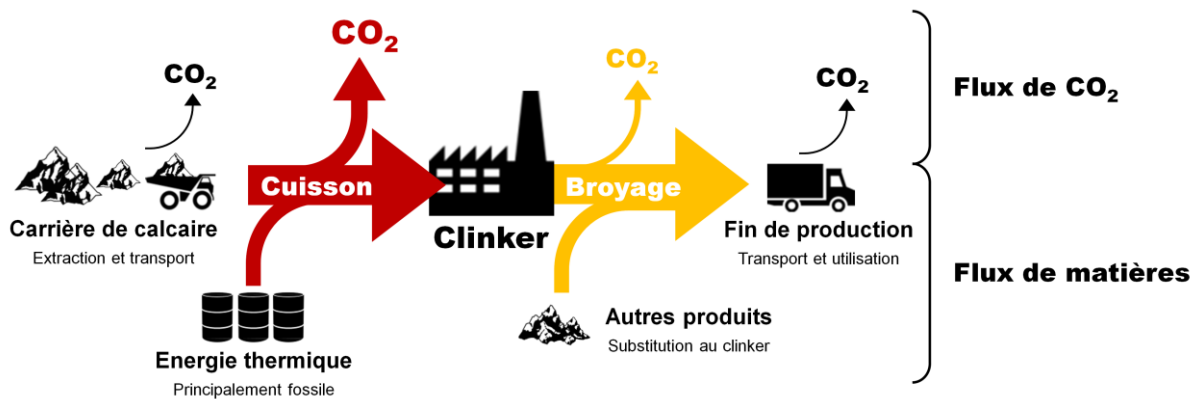 CO₂
CO₂
CO₂
CO₂
Flux de CO₂
Cuisson
Broyage
Carrière de calcaire
Extraction et transport
Clinker
Fin de production
Transport et utilisation
Flux de matières
Autres produits
Substitution au clinker
Energie thermique
Principalement fossile